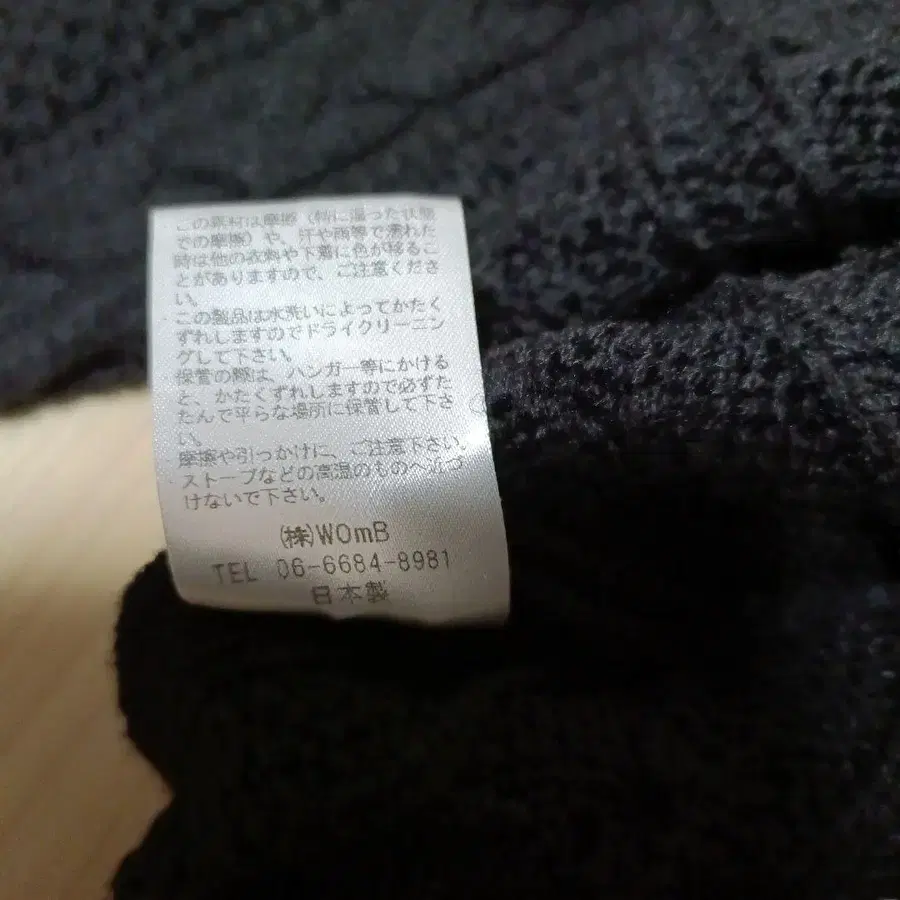 この素材は摩擦（特に湿った状態
での摩擦）や、汗や雨等で濡れた
時は他の衣料や下着に色が移るこ
とがありますので、ご注意くださ
い。
この製品は水洗いによってかたく
ずれしますのでドライクリーニン
グして下さい。
保管の際は、ハンガー等にかける
と、かたくずれしますので必ずた
たんで平らな場所に保管して下さ
い。
摩擦や引っかけに、ご注意下さい。
ストーブなどの高温のものへ近づ
けないで下さい。
㈱WOmB
TEL 06-6684-8981
日本製